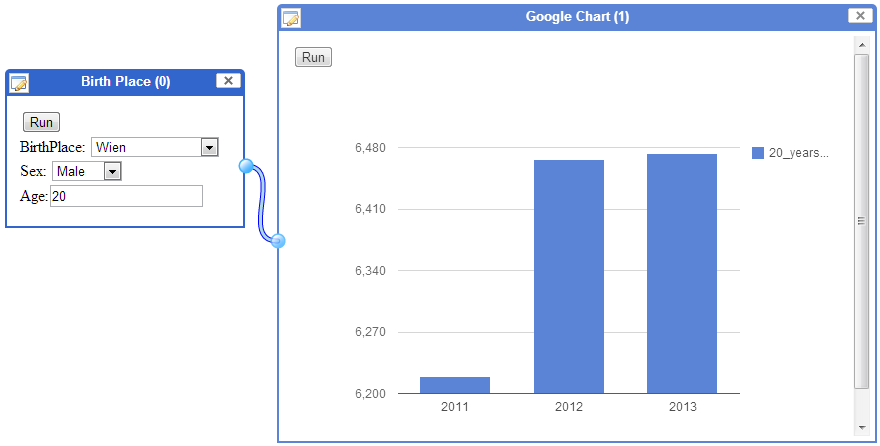 Birth Place (0)
Run
BirthPlace: Wien
Sex: Male
Age: 20
Google Chart (1)
Run
6,480
6,410
6,340
6,270
6,200
2011 2012 2013
20_years...